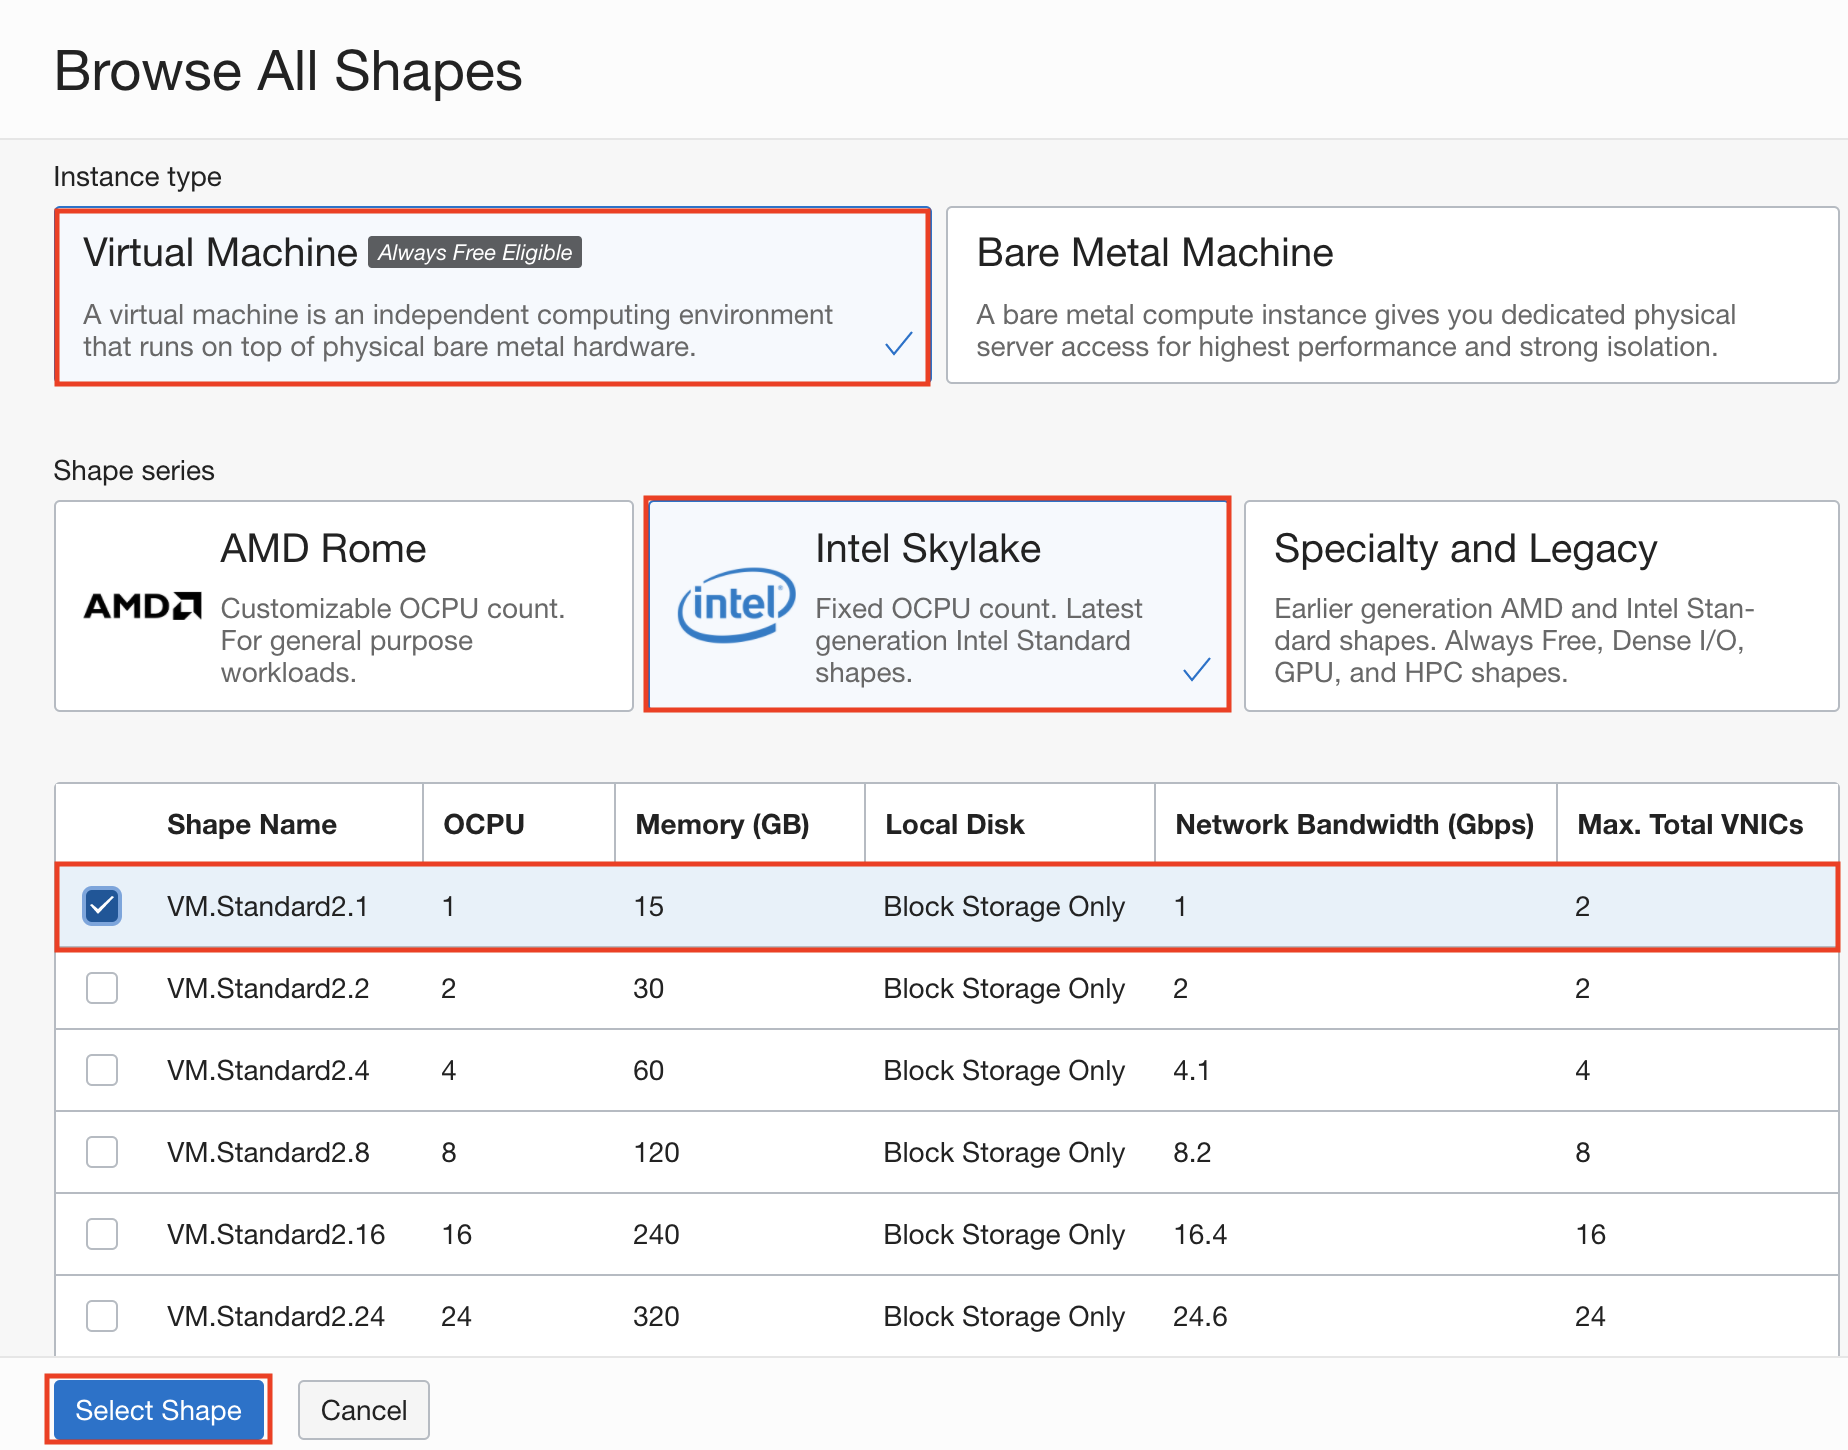 Browse All Shapes
Instance type
Virtual Machine Always Free Eligible
A virtual machine is an independent computing environment
that runs on top of physical bare metal hardware.
Bare Metal Machine
A bare metal compute instance gives you dedicated physical
server access for highest performance and strong isolation.
Shape series
AMD Rome
AMD
Customizable OCPU count.
For general purpose
workloads.
Intel Skylake
intel
Fixed OCPU count. Latest
generation Intel Standard
shapes.
Specialty and Legacy
Earlier generation AMD and Intel Stan-
dard shapes. Always Free, Dense I/O,
GPU, and HPC shapes.
Shape Name OCPU Memory (GB) Local Disk Network Bandwidth (Gbps) Max. Total VNICs
VM.Standard2.1 1 15 Block Storage Only 1 2
VM.Standard2.2 2 30 Block Storage Only 2 2
VM.Standard2.4 4 60 Block Storage Only 4.1 4
VM.Standard2.8 8 120 Block Storage Only 8.2 8
VM.Standard2.16 16 240 Block Storage Only 16.4 16
VM.Standard2.24 24 320 Block Storage Only 24.6 24
Select Shape Cancel